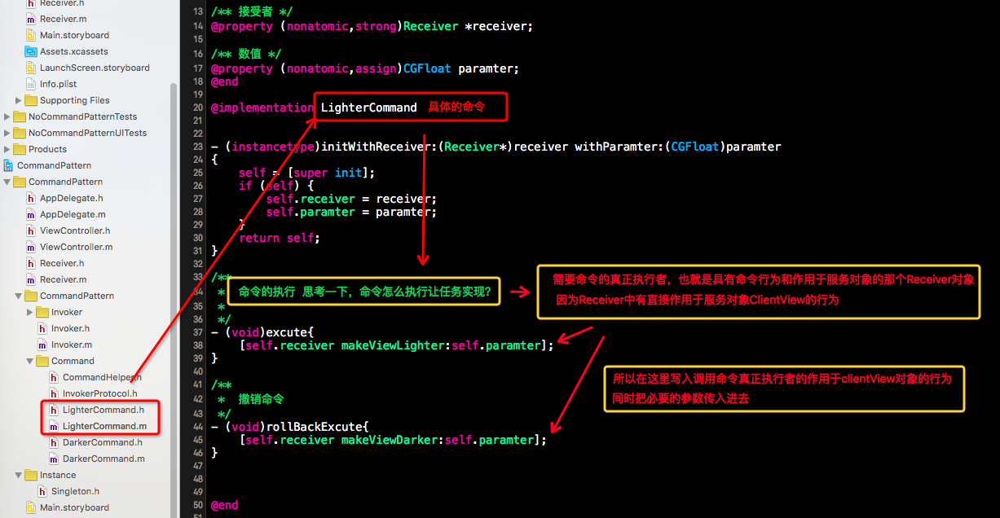 Receiver.h
Receiver.m
Main.storyboard
Assets.xcassets
LaunchScreen.storyboard
Info.plist
Supporting Files
NoCommandPatternTests
NoCommandPatternUITests
Products
CommandPattern
CommandPattern
AppDelegate.h
AppDelegate.m
ViewController.h
ViewController.m
Receiver.h
Receiver.m
CommandPattern
Invoker
Invoker.h
Invoker.m
Command
CommandHelper.h
InvokerProtocol.h
LighterCommand.h
LighterCommand.m
DarkerCommand.h
DarkerCommand.m
Instance
Singleton.h
Main.storyboard
13 /** 接受者 */
14 @property (nonatomic,strong)Receiver *receiver;
15
16 /** 数值 */
17 @property (nonatomic,assign)CGFloat paramter;
18 @end
19
20 @implementation LighterCommand 具体的命令
21
22
23 - (instancetype)initWithReceiver:(Receiver*)receiver withParamter:(CGFloat)paramter
24 {
25 self = [super init];
26 if (self) {
27 self.receiver = receiver;
28 self.paramter = paramter;
29 }
30 return self;
31 }
32
33 /**
34 * 命令的执行 思考一下，命令怎么执行让任务实现?
35 *
36 */
37 - (void)excute{
38 [self.receiver makeViewLighter:self.paramter];
39 }
40
41 /**
42 * 撤销命令
43 */
44 - (void)rollBackExcute{
45 [self.receiver makeViewDarker:self.paramter];
46 }
47
48
49
50 @end
51
需要命令的真正执行者，也就是具有命令行为和作用于服务对象的那个Receiver对象
因为Receiver中有直接作用于服务对象ClientView的行为
所以在这里写入调用命令真正执行者的作用于clientView对象的行为
同时把必要的参数传入进去